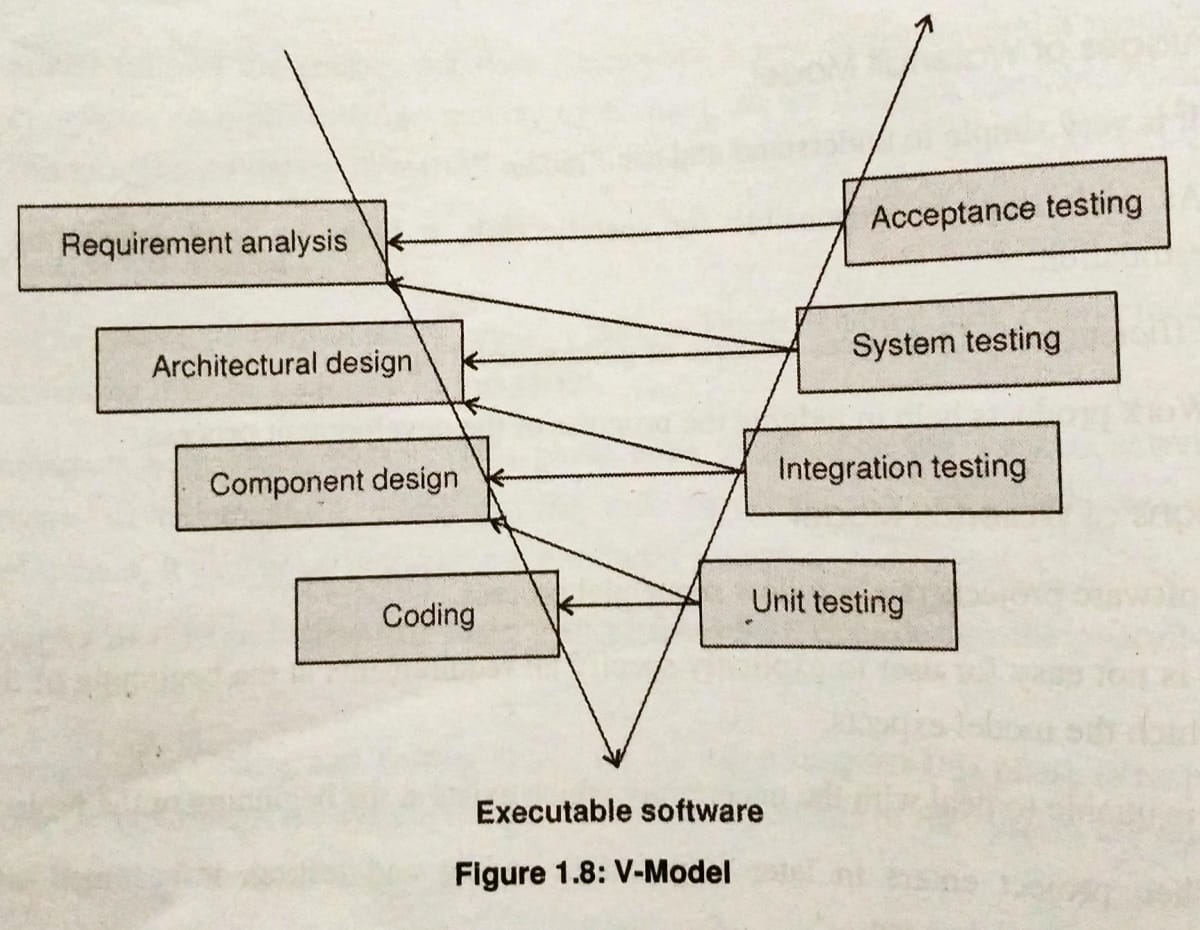 Acceptance testing
Requirement analysis
System testing
Architectural design
Integration testing
Component design
Unit testing
Coding
Executable software
Figure 1.8: V-Model